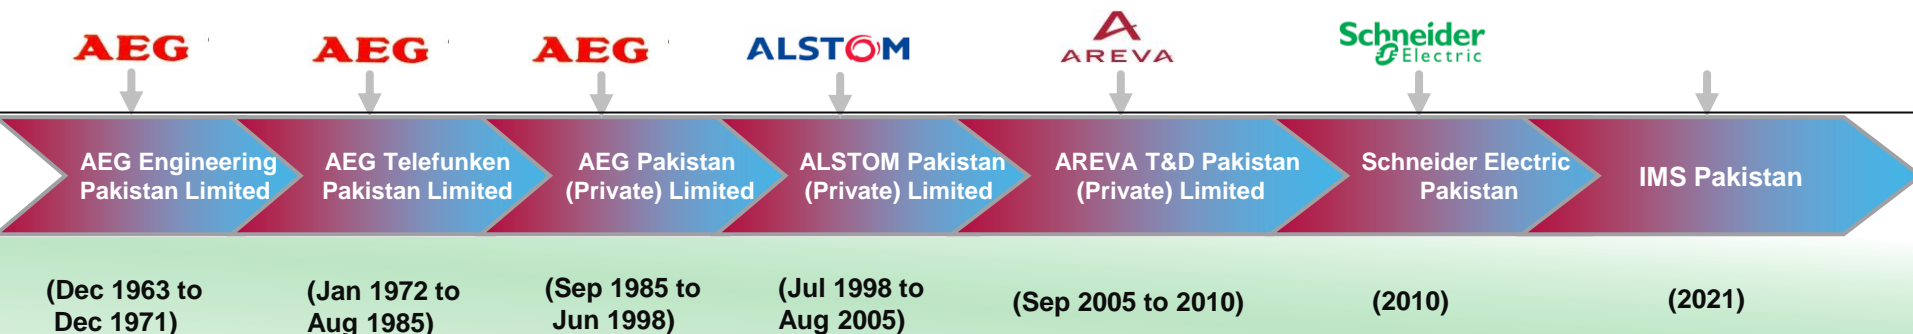 AEG
AEG
AEG
ALSTOM
AREVA
Schneider
Electric
AEG Engineering
Pakistan Limited
AEG Telefunken
Pakistan Limited
AEG Pakistan
(Private) Limited
ALSTOM Pakistan
(Private) Limited
AREVA T&D Pakistan
(Private) Limited
Schneider Electric
Pakistan
IMS Pakistan
(Dec 1963 to
Dec 1971)
(Jan 1972 to
Aug 1985)
(Sep 1985 to
Jun 1998)
(Jul 1998 to
Aug 2005)
(Sep 2005 to 2010)
(2010)
(2021)